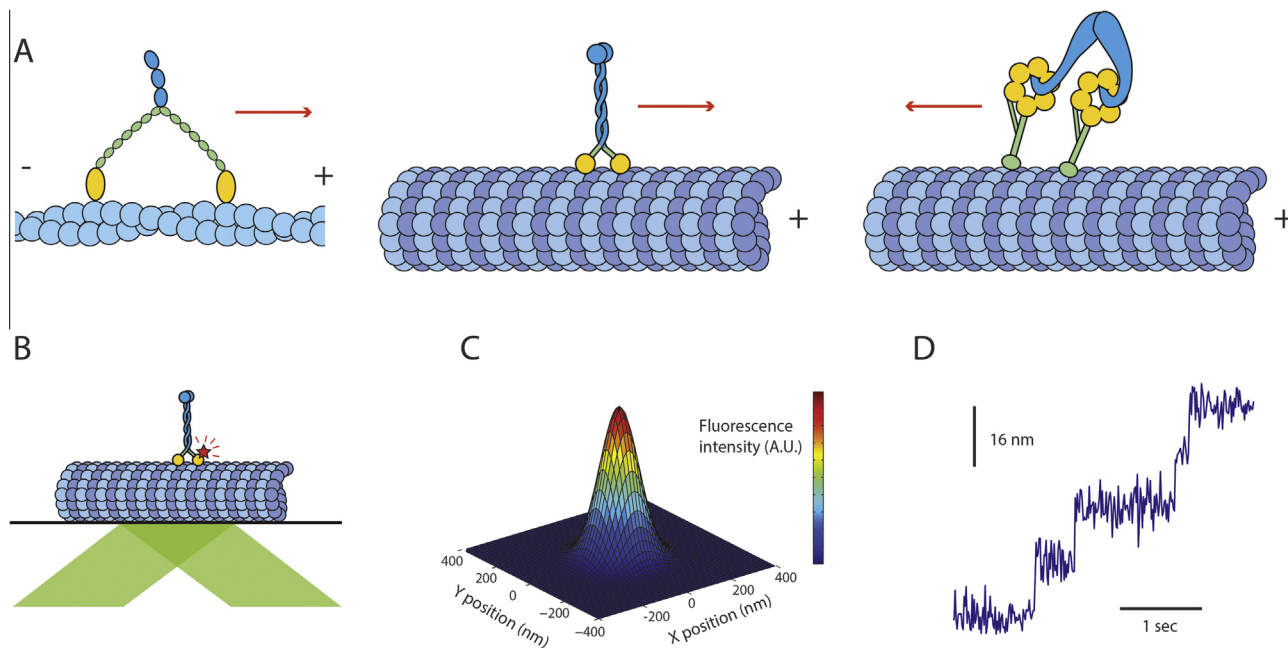 A
-
+
+
+
B
C
D
Fluorescence
intensity (A.U.)
16 nm
400
200
0
−200
−400
Y position (nm)
400
200
0
-200
X position (nm)
1 sec